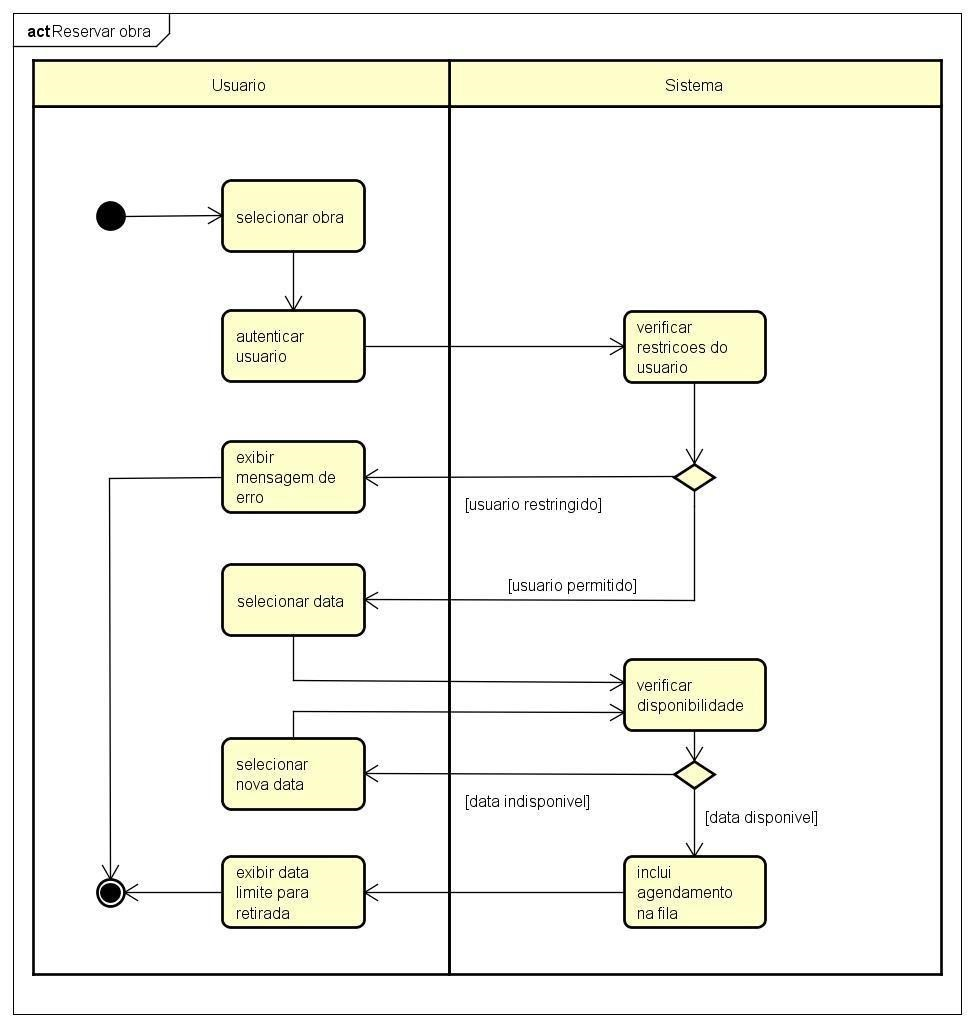 act Reservar obra
Usuario
Sistema
selecionar obra
autenticar
usuario
verificar
restricoes do
usuario
exibir
mensagem de
erro
[usuario restringido]
[usuario permitido]
selecionar data
verificar
disponibilidade
selecionar
nova data
[data indisponivel]
[data disponivel]
exibir data
limite para
retirada
inclui
agendamento
na fila